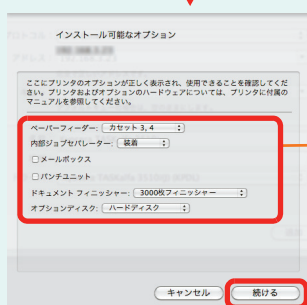 インストール可能なオプション
ここにプリンタのオプションが正しく表示され、使用できることを確認してくだ
さい。プリンタおよびオプションのハードウェアについては、プリンタに付属の
マニュアルを参照してください。
ペーパーフィーダー: カセット 3, 4
内部ジョブセパレーター: 装着
メールボックス
パンチユニット
ドキュメント フィニッシャー: 3000枚フィニッシャー
オプションディスク: ハードディスク
キャンセル 続ける